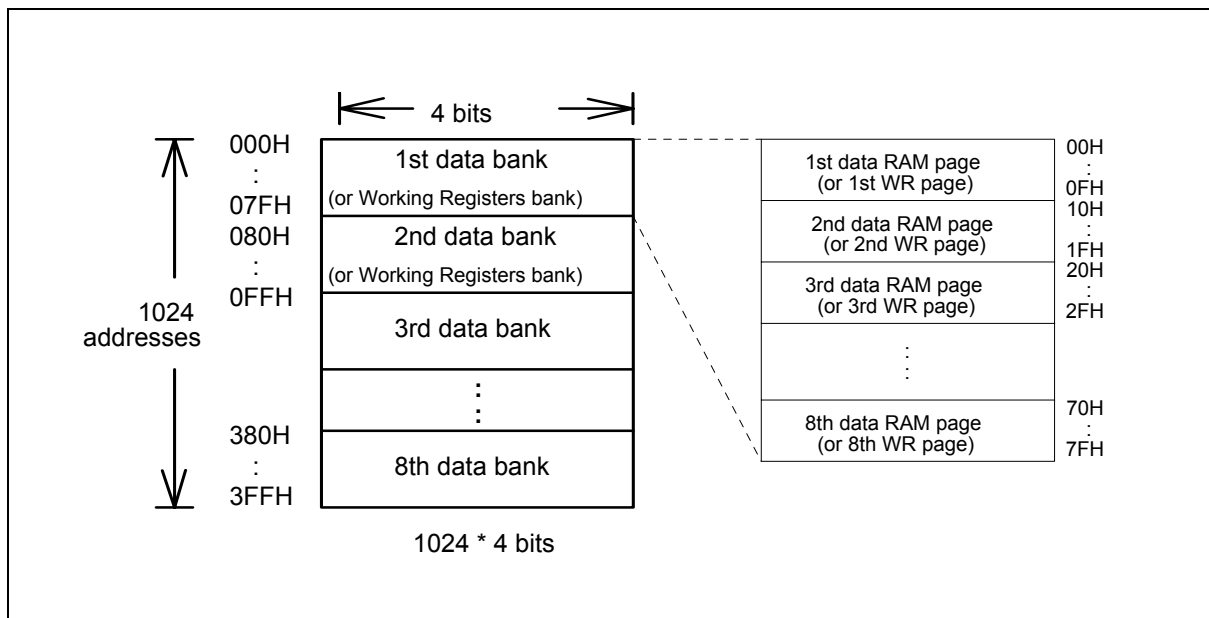 4 bits
000H
:
07FH
080H
:
0FFH
380H
:
3FFH
1024
addresses
1st data bank
(or Working Registers bank)
2nd data bank
(or Working Registers bank)
3rd data bank
:
:
8th data bank
1024 * 4 bits
1st data RAM page
(or 1st WR page)
2nd data RAM page
(or 2nd WR page)
3rd data RAM page
(or 3rd WR page)
:
:
8th data RAM page
(or 8th WR page)
00H
:
0FH
10H
:
1FH
20H
:
2FH
70H
:
7FH